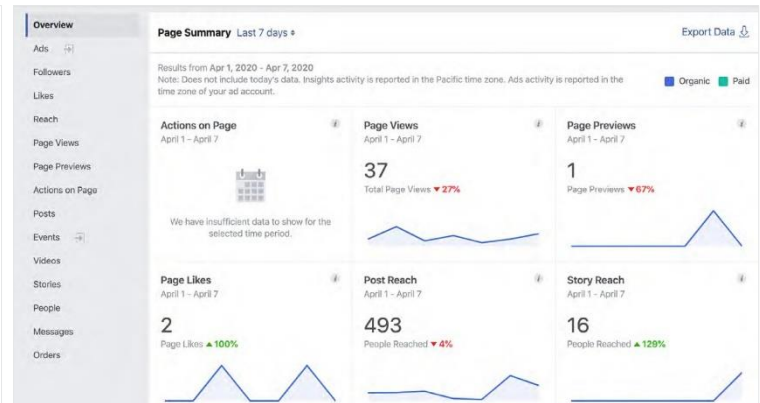 Overview
Ads
Followers
Likes
Reach
Page Views
Page Previews
Actions on Page
Posts
Events
Videos
Stories
People
Messages
Orders
Page Summary Last 7 days
Export Data
Results from Apr 1, 2020 - Apr 7, 2020
Note: Does not include today's data. Insights activity is reported in the Pacific time zone. Ads activity is reported in the
time zone of your ad account.
Organic Paid
Actions on Page
April 1 - April 7
We have insufficient data to show for the
selected time period.
Page Views
April 1 - April 7
37
Total Page Views ▼ 27%
Page Previews
April 1 - April 7
1
Page Previews ▼ 67%
Page Likes
April 1 - April 7
2
Page Likes ▲ 100%
Post Reach
April 1 - April 7
493
People Reached ▼ 4%
Story Reach
April 1 - April 7
16
People Reached ▲ 129%